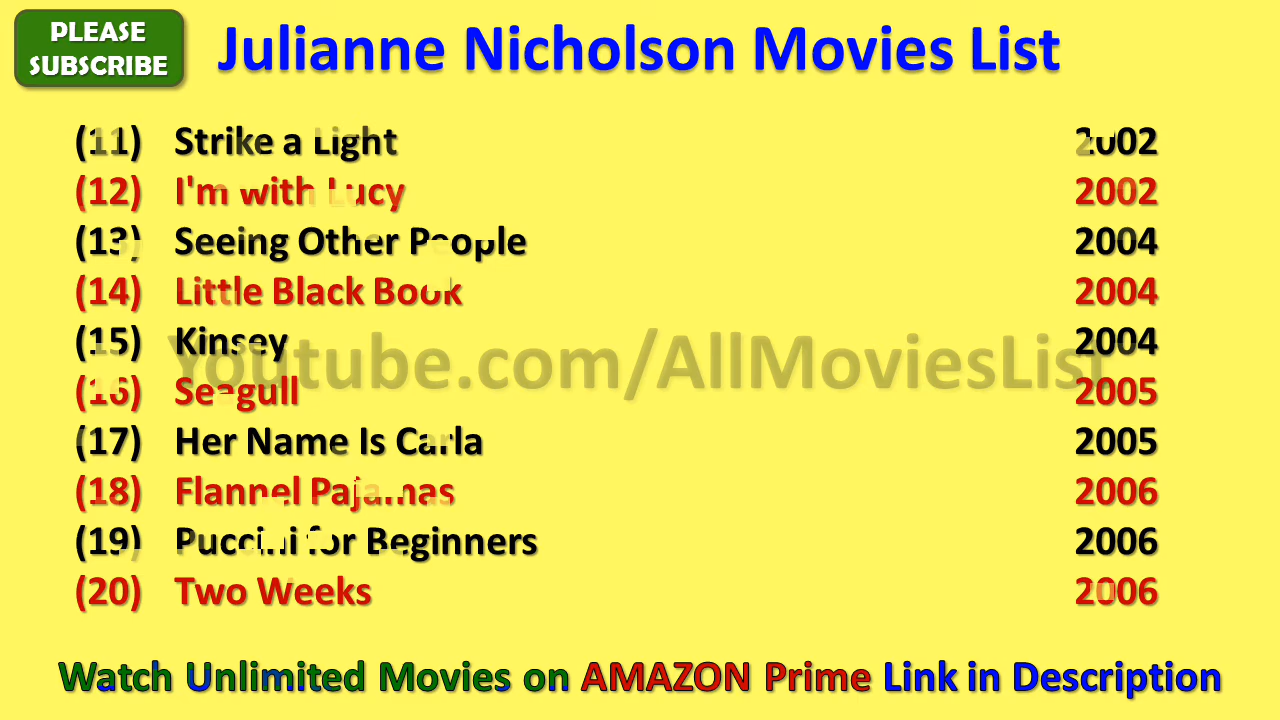 PLEASE
SUBSCRIBE
Julianne Nicholson Movies List
(11) Strike a Light 2002
(12) I'm with Lucy 2002
(13) Seeing Other People 2004
(14) Little Black Book 2004
(15) Kinsey 2004
Youtube.com/AllMoviesList
(16) Seagull 2005
(17) Her Name Is Carla 2005
(18) Flannel Pajamas 2006
(19) Puccini for Beginners 2006
(20) Two Weeks 2006
Watch Unlimited Movies on AMAZON Prime Link in Description